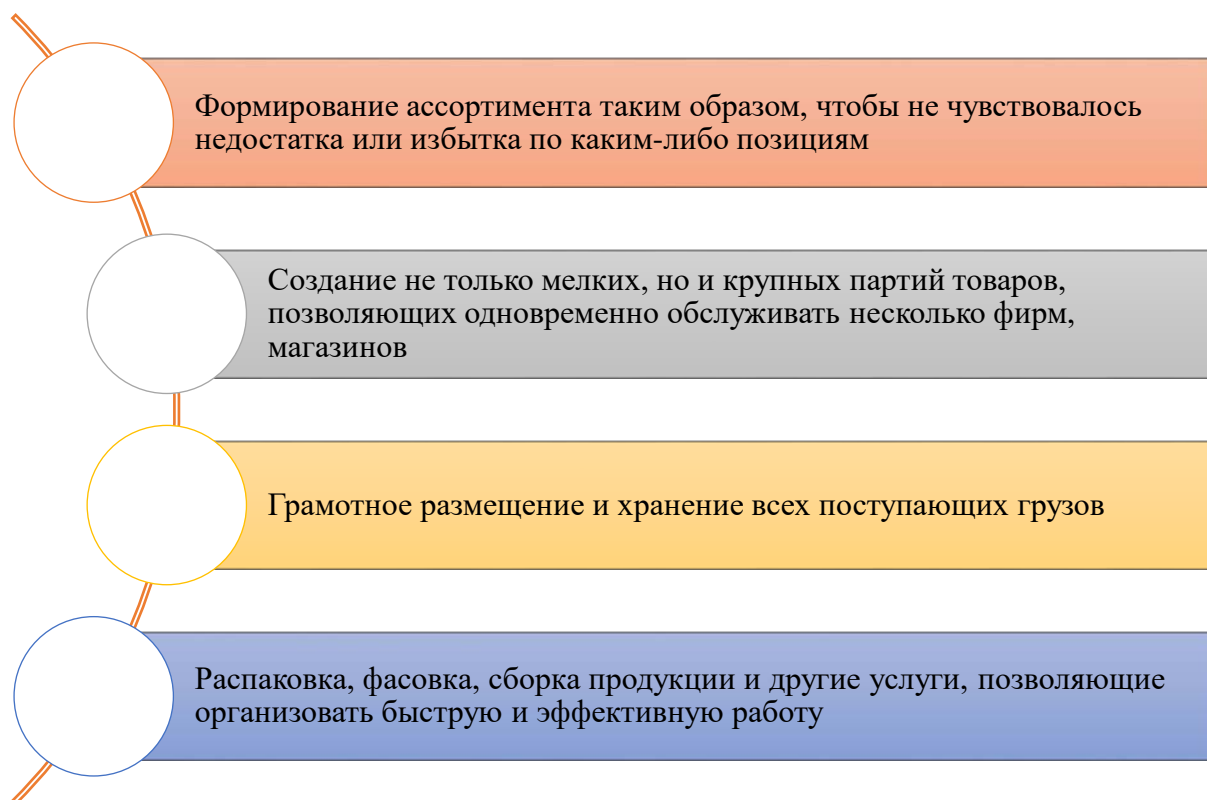 Формирование ассортимента таким образом, чтобы не чувствовалось
недостатка или избытка по каким-либо позициям
Создание не только мелких, но и крупных партий товаров,
позволяющих одновременно обслуживать несколько фирм,
магазинов
Грамотное размещение и хранение всех поступающих грузов
Распаковка, фасовка, сборка продукции и другие услуги, позволяющие
организовать быструю и эффективную работу